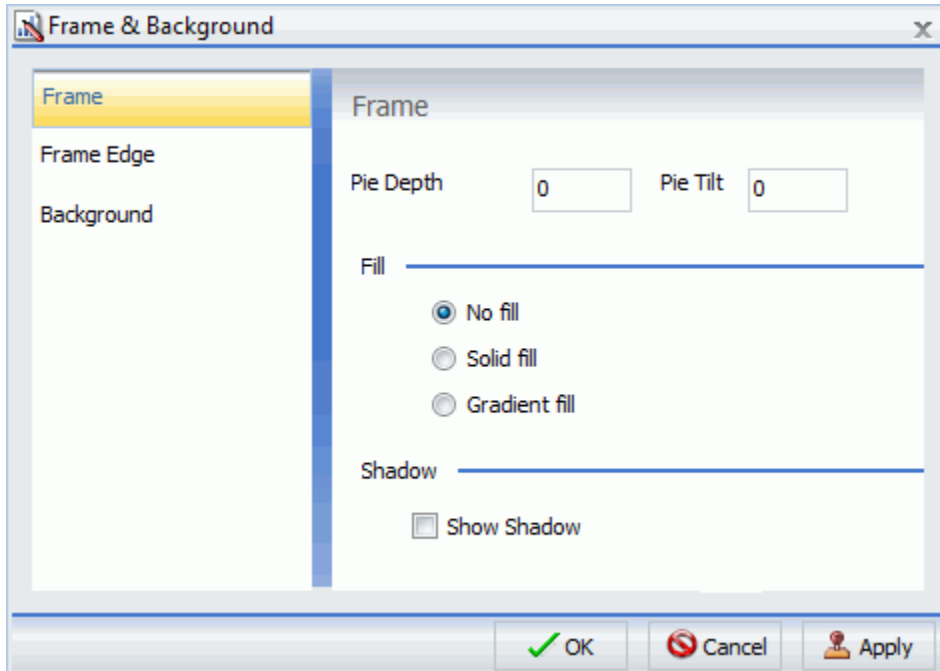 Frame & Background
x
Frame
Frame Edge
Background
Frame
Pie Depth 0 Pie Tilt 0
Fill
No fill
Solid fill
Gradient fill
Shadow
Show Shadow
OK Cancel Apply